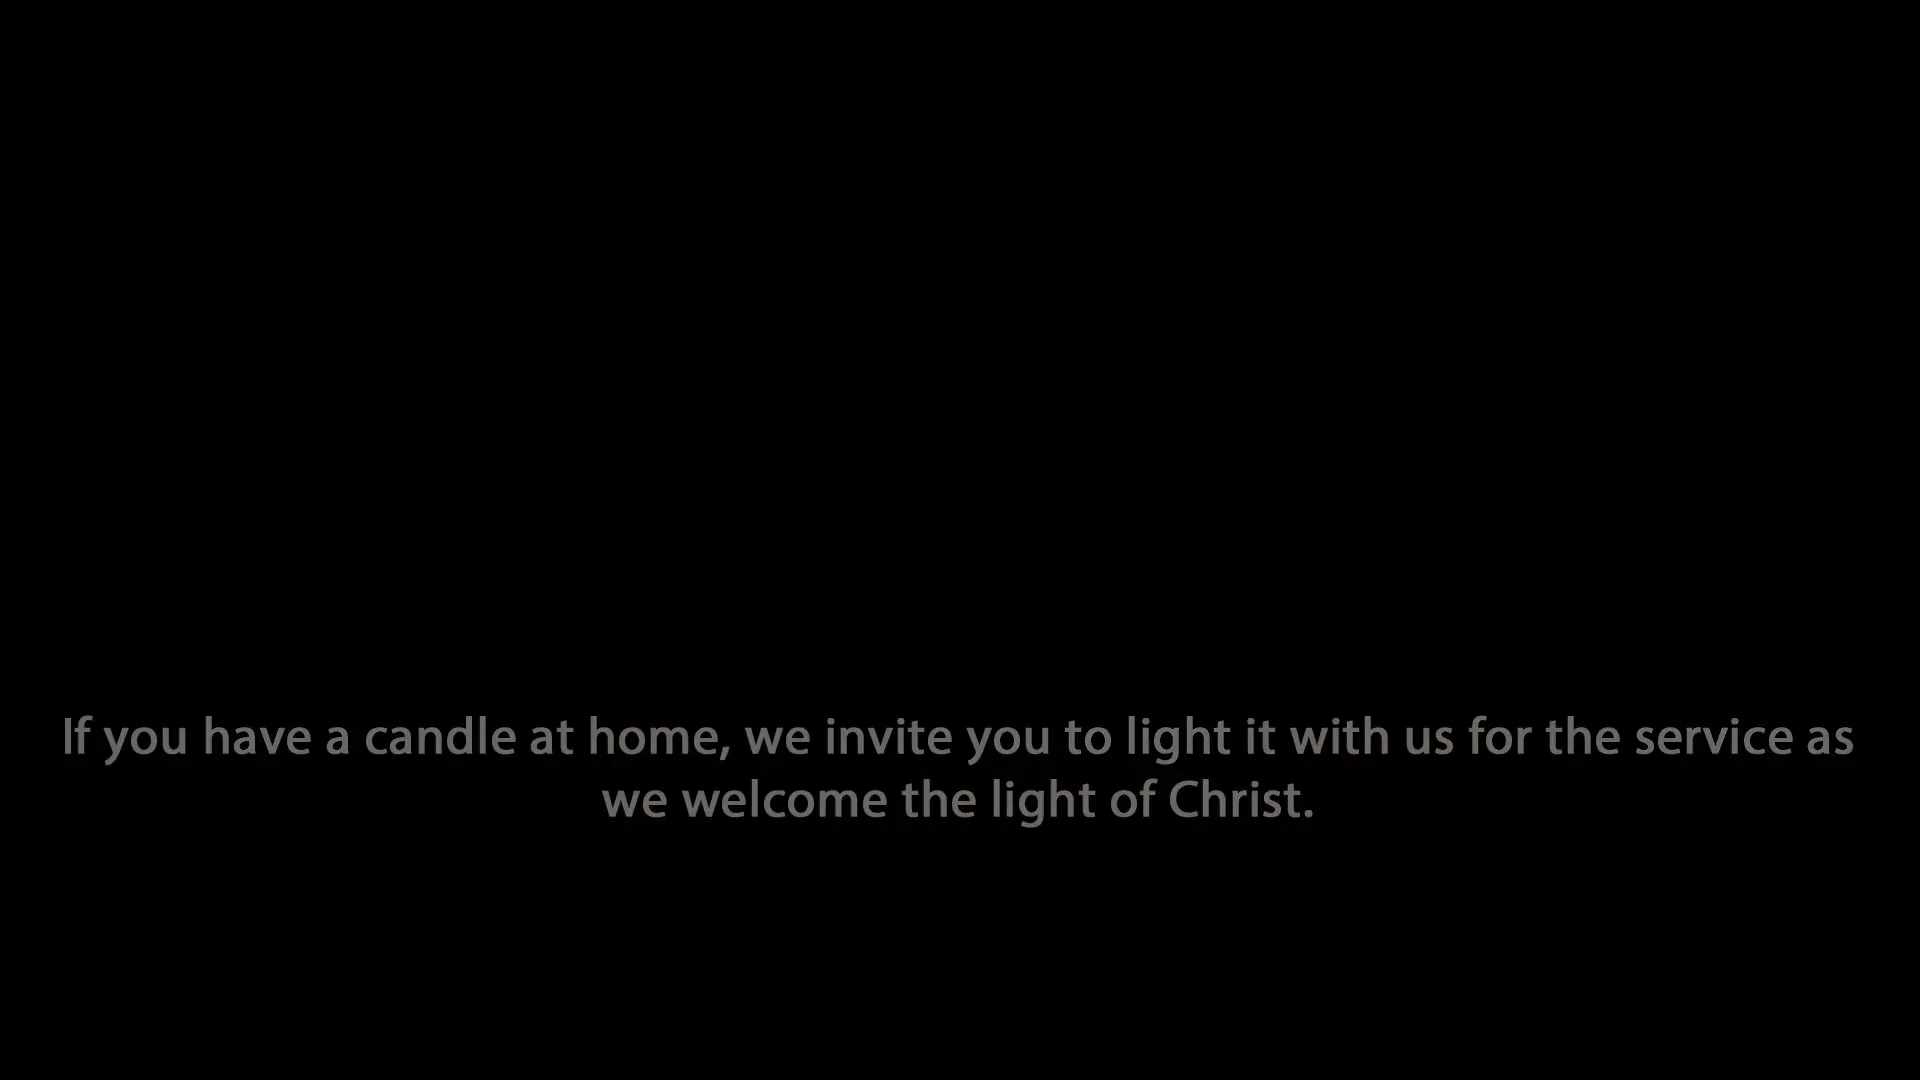 If you have a candle at home, we invite you to light it with us for the service as
we welcome the light of Christ.